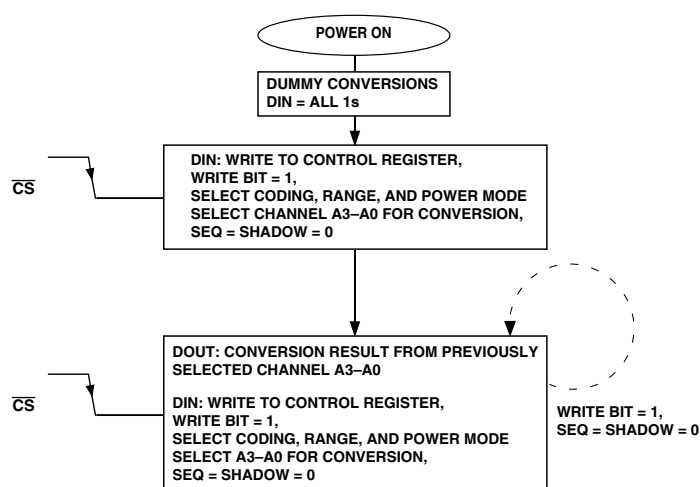 POWER ON
DUMMY CONVERSIONS
DIN = ALL 1s
CS
DIN: WRITE TO CONTROL REGISTER,
WRITE BIT = 1,
SELECT CODING, RANGE, AND POWER MODE
SELECT CHANNEL A3–A0 FOR CONVERSION,
SEQ = SHADOW = 0
CS
DOUT: CONVERSION RESULT FROM PREVIOUSLY
SELECTED CHANNEL A3–A0
DIN: WRITE TO CONTROL REGISTER,
WRITE BIT = 1,
SELECT CODING, RANGE, AND POWER MODE
SELECT A3–A0 FOR CONVERSION,
SEQ = SHADOW = 0
WRITE BIT = 1,
SEQ = SHADOW = 0